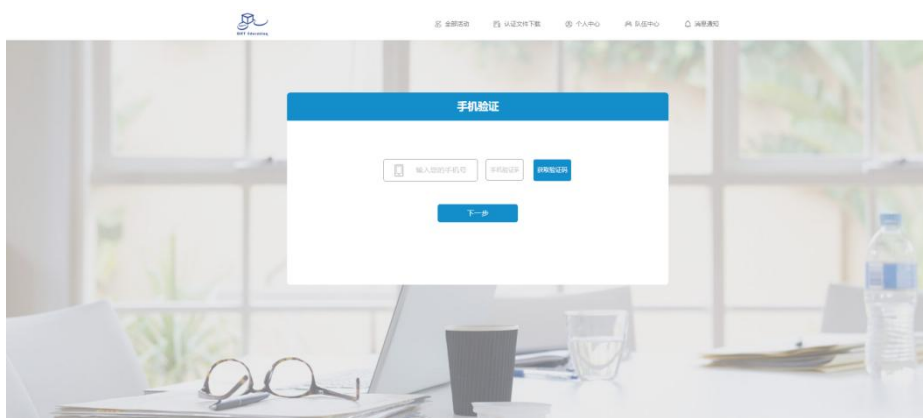 全部活动
认证文件下载
个人中心
队伍中心
消息通知
手机验证
输入您的手机号
手机验证码
获取验证码
下一步